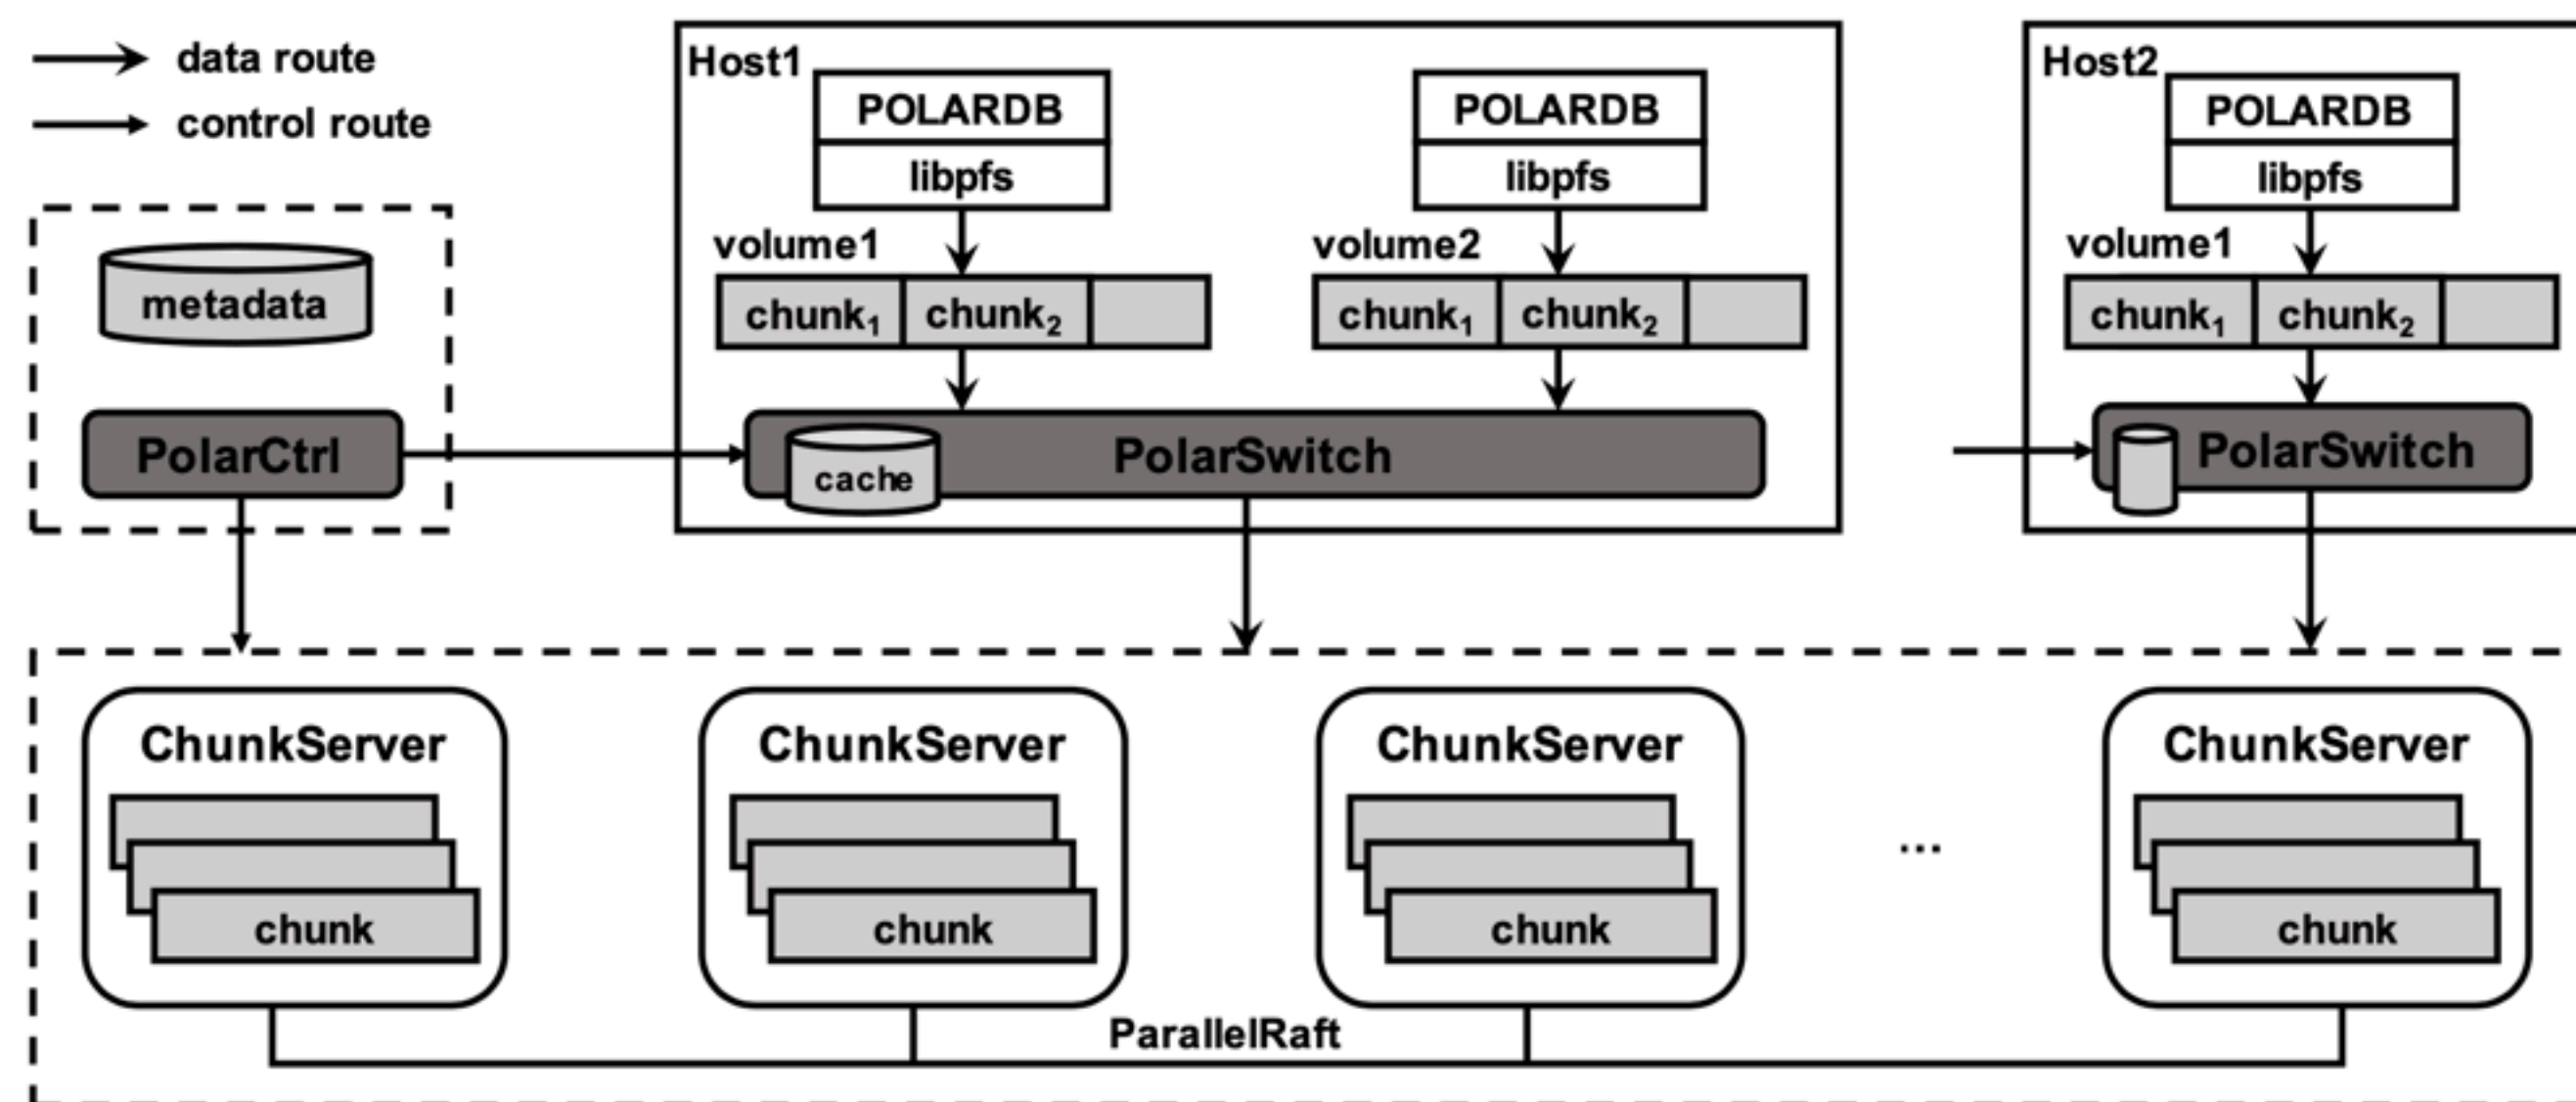 data route
control route
metadata
PolarCtrl
Host1
POLARDB
libpfs
volume1
chunk₁
chunk₂
POLARDB
libpfs
volume2
chunk₁
chunk₂
cache
PolarSwitch
Host2
POLARDB
libpfs
volume1
chunk₁
chunk₂
PolarSwitch
ChunkServer
chunk
ChunkServer
chunk
ChunkServer
chunk
...
ChunkServer
chunk
ParallelRaft